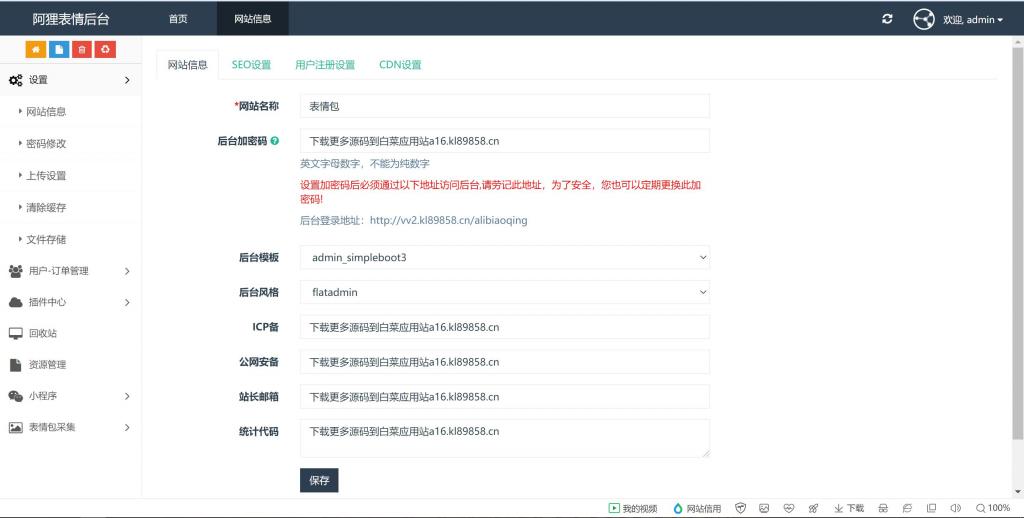 阿狸表情后台
首页
网站信息
欢迎, admin
设置
网站信息
密码修改
上传设置
清除缓存
文件存储
用户-订单管理
插件中心
回收站
资源管理
小程序
表情包采集
网站信息
SEO设置
用户注册设置
CDN设置
*网站名称
表情包
后台加密码
下载更多源码到白菜应用站a16.kl89858.cn
英文字母数字，不能为纯数字
设置加密码后必须通过以下地址访问后台,请劳记此地址，为了安全，您也可以定期更换此加
密码!
后台登录地址：http://vv2.kl89858.cn/alibiaoqing
后台模板
admin_simpleboot3
后台风格
flatadmin
ICP备
下载更多源码到白菜应用站a16.kl89858.cn
公网安备
下载更多源码到白菜应用站a16.kl89858.cn
站长邮箱
下载更多源码到白菜应用站a16.kl89858.cn
统计代码
下载更多源码到白菜应用站a16.kl89858.cn
保存
我的视频
网站信用
下载
100%